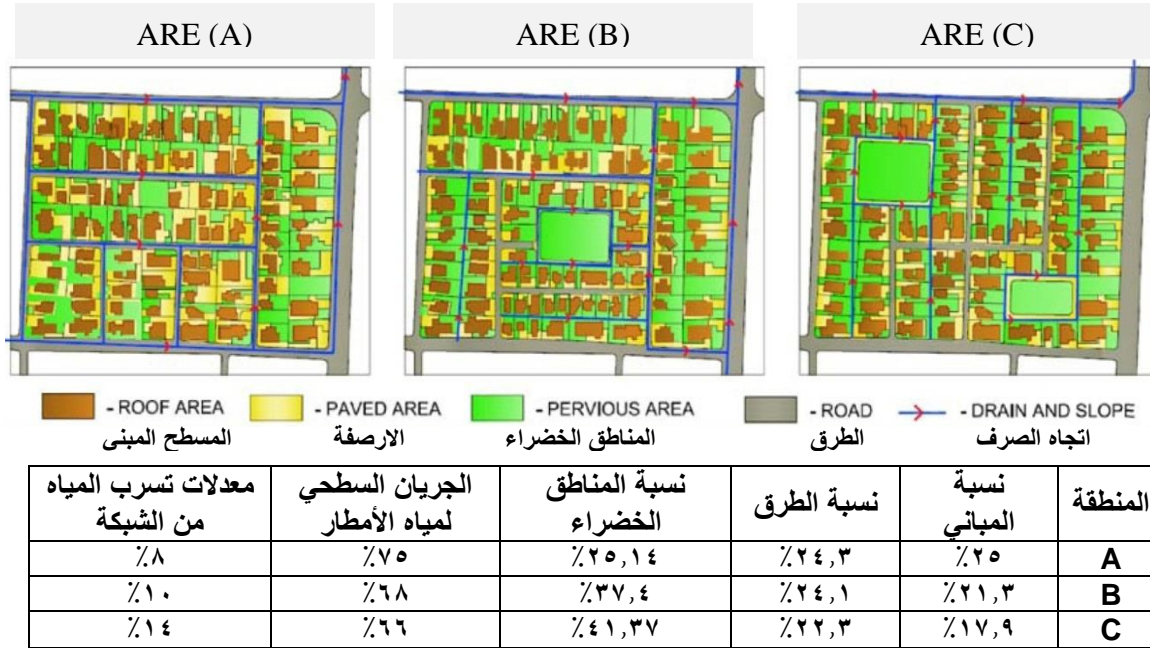 ARE (A)
ARE (B)
ARE (C)
- ROOF AREA
- PAVED AREA
- PERVIOUS AREA
- ROAD
- DRAIN AND SLOPE
المسطح المبنى
الارصفة
المناطق الخضراء
الطرق
اتجاه الصرف
المنطقة
نسبة
المباني
نسبة الطرق
نسبة المناطق
الخضراء
الجريان السطحي
لمياه الأمطار
معدلات تسرب المياه
من الشبكة
A
٪٢٥
٪٢٤,٣
٪٢٥,١٤
٪٧٥
٪٨
B
٪٢١,٣
٪٢٤,١
٪٣٧,٤
٪٦٨
٪١٠
C
٪١٧,٩
٪٢٢,٣
٪٤١,٣٧
٪٦٦
٪١٤